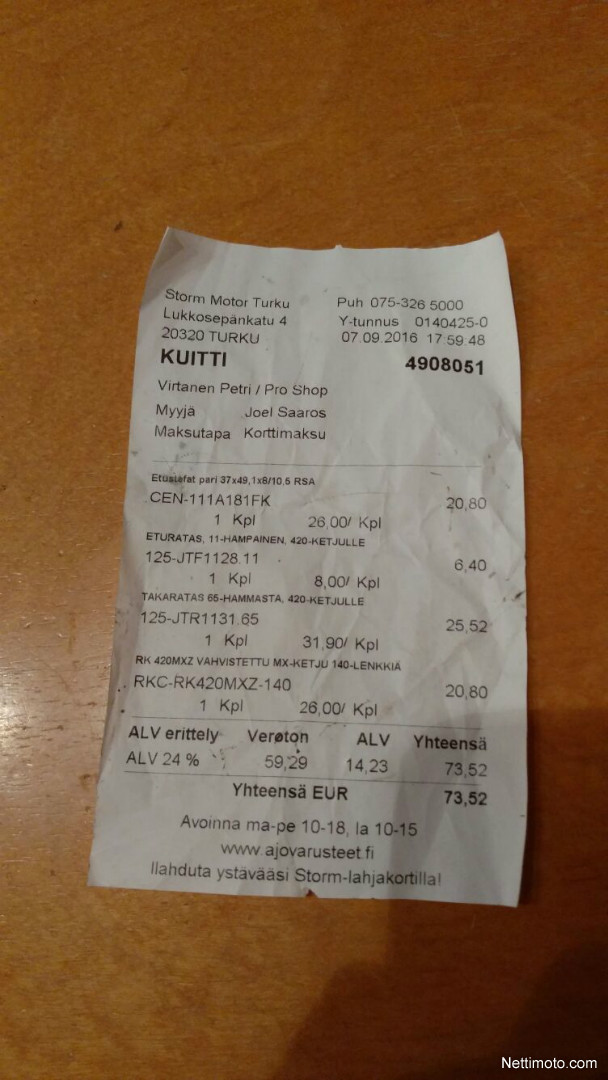 Storm Motor Turku Puh 075-326 5000
Lukkosepänkatu 4 Y-tunnus 0140425-0
20320 TURKU 07.09.2016 17:59.48
KUITTI 4908051
Virtanen Petri / Pro Shop
Myyjä Joel Saaros
Maksutapa Korttimaksu
Etustefat pari 37x49,1x8/10,5 RSA
CEN-111A181FK 20,80
1 Kpl 26,00/ Kpl
ETURATAS, 11-HAMPAINEN, 420-KETJULLE
125-JTF1128.11 6,40
1 Kpl 8,00/ Kpl
TAKARATAS 65-HAMMASTA, 420-KETJULLE
125-JTR1131.65 25,52
1 Kpl 31,90/ Kpl
RK 420MXZ VAHVISTETTU MX-KETJU 140-LENKKIÄ
RKC-RK420MXZ-140 20,80
1 Kpl 26,00/ Kpl
ALV erittely Veroton ALV Yhteensä
ALV 24 % 59,29 14,23 73,52
Yhteensä EUR 73,52
Avoinna ma-pe 10-18, la 10-15
www.ajovarusteet.fi
Ilahduta ystävääsi Storm-lahjakortilla!
Nettimoto.com